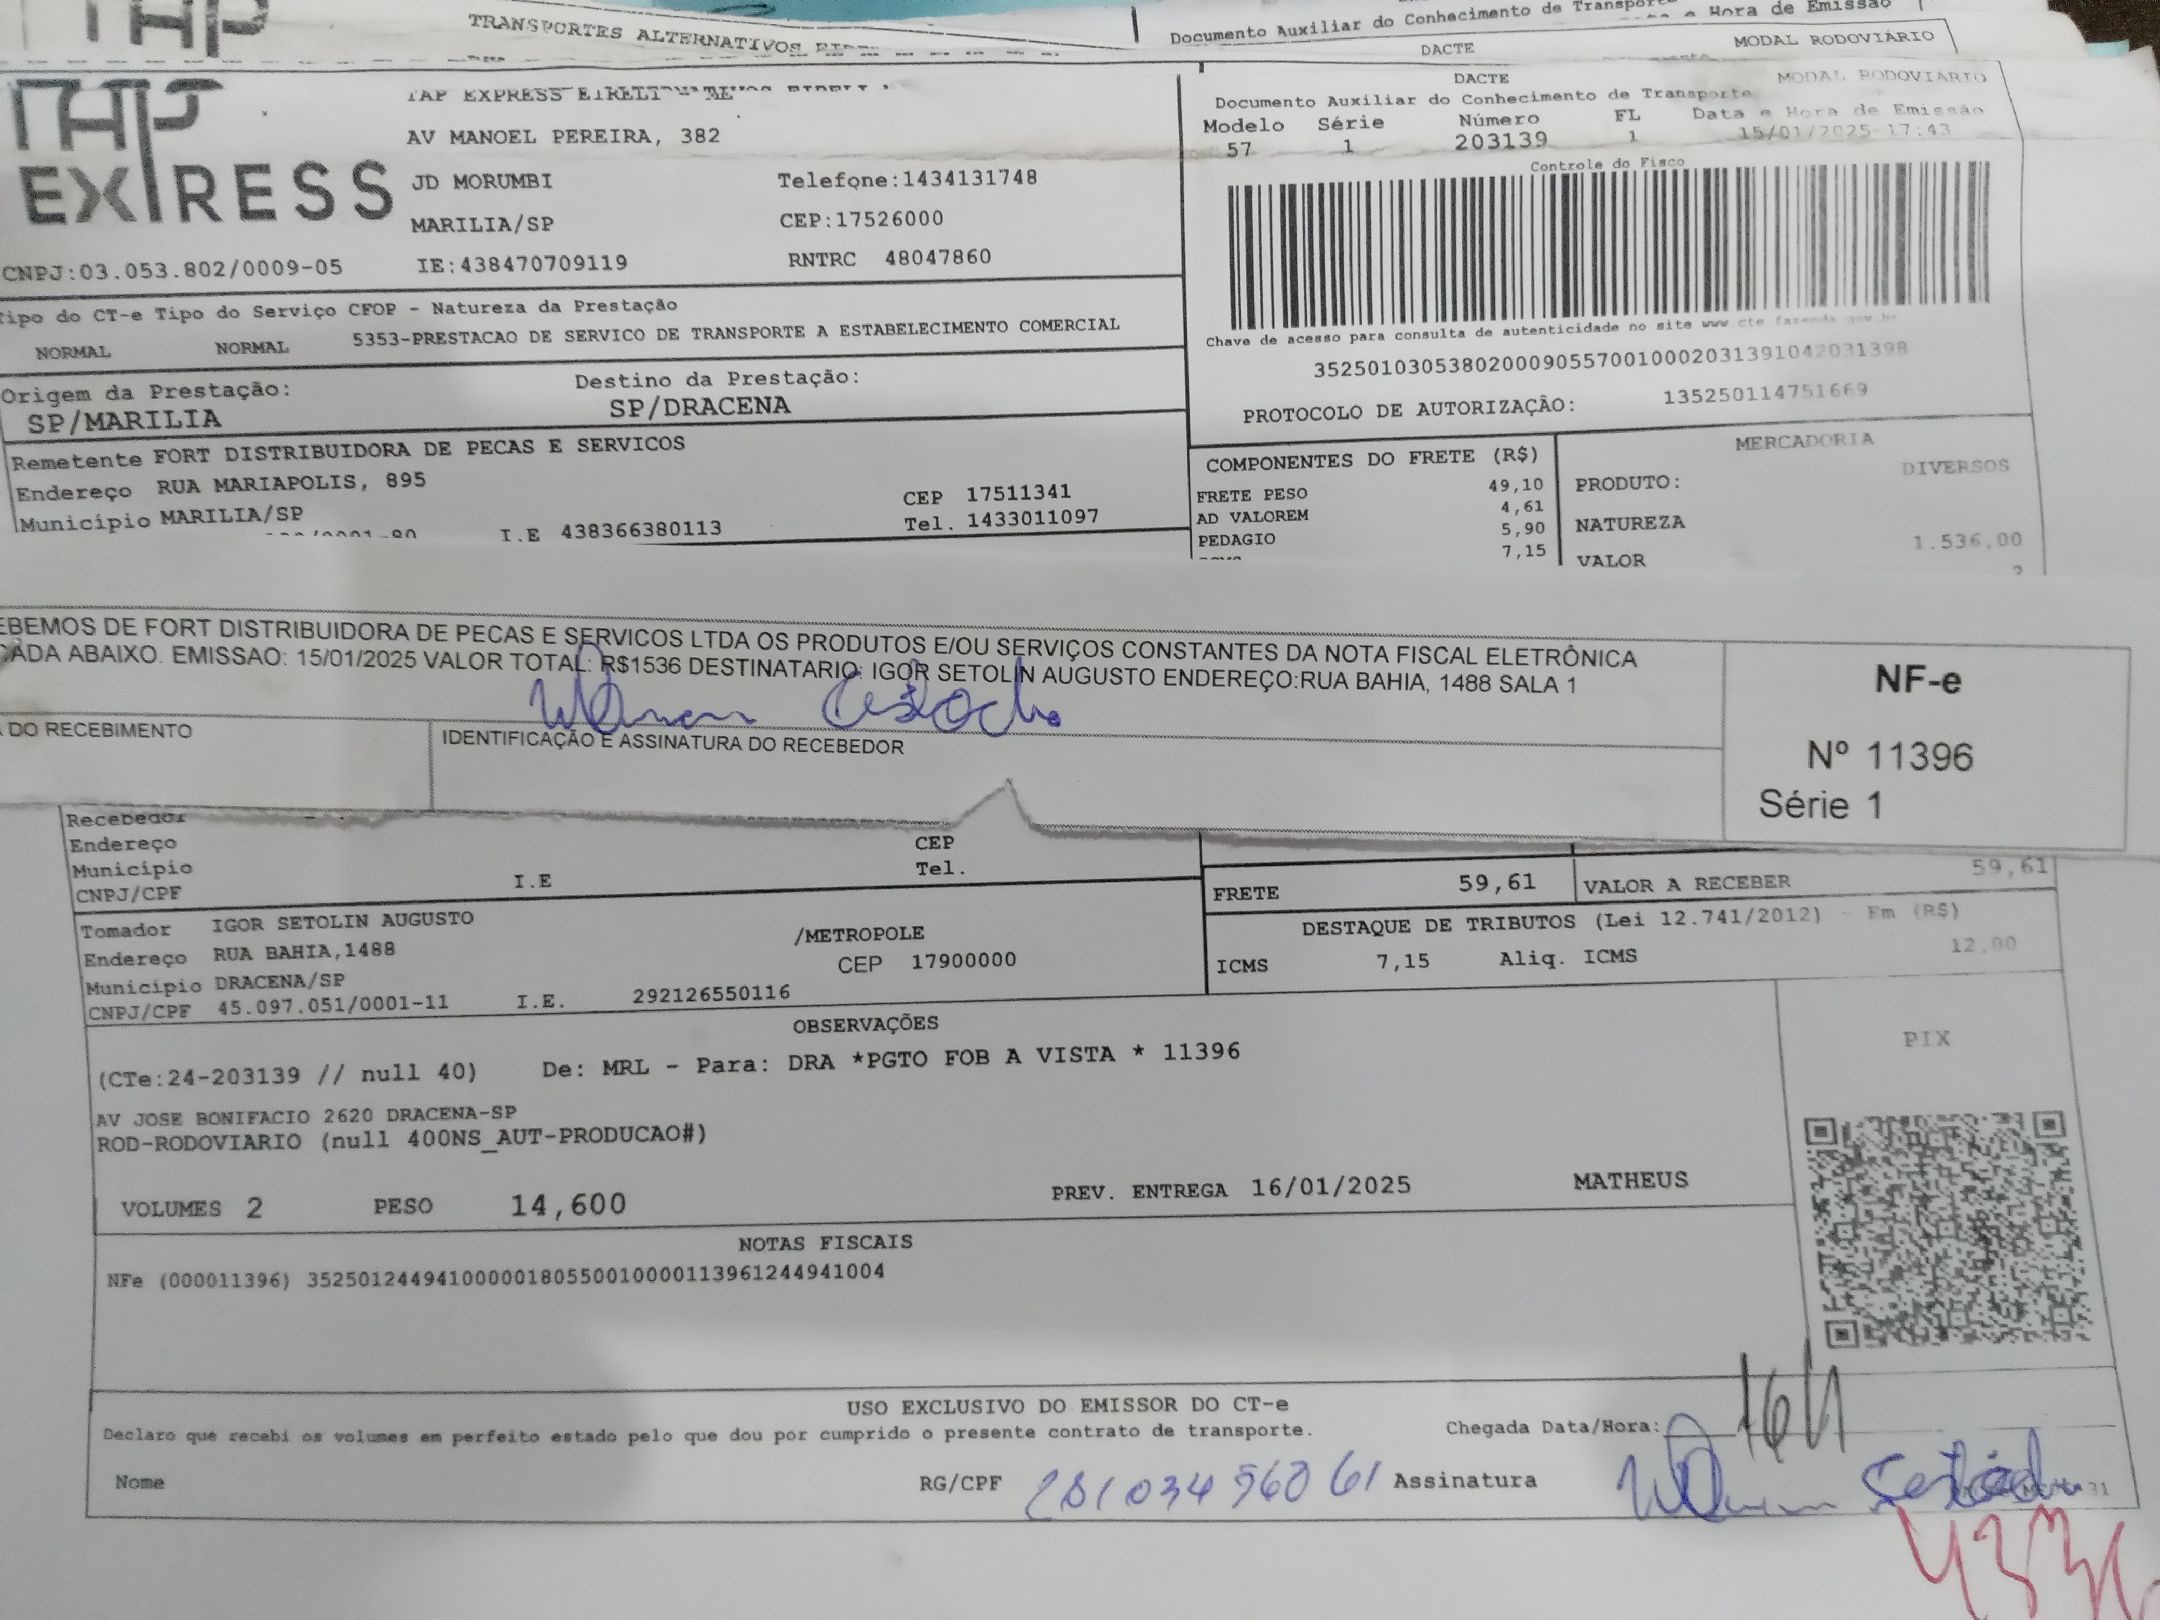 TAP
TRANSPORTES ALTERNATIVOS
Documento Auxiliar do Conhecimento de Transporte
e Hora de Emissão
DACTE
MODAL RODOVIÁRIO
TAP EXPRESS
TAP EXPRESS EIRELI
AV MANOEL PEREIRA, 382
JD MORUMBI Telefone:1434131748
MARILIA/SP CEP:17526000
CNPJ:03.053.802/0009-05 IE:438470709119 RNTRC 48047860
DACTE MODAL RODOVIARIO
Documento Auxiliar do Conhecimento de Transporte
Modelo Série Número FL Data e Hora de Emissão
57 1 203139 1 15/01/2025-17:43
Controle do Fisco
Chave de acesso para consulta de autenticidade no site www.cte.fazenda.gov.br
35250103053802000905570010002031391042031398
PROTOCOLO DE AUTORIZAÇÃO: 135250114751669
Tipo do CT-e Tipo do Serviço CFOP - Natureza da Prestação
NORMAL NORMAL 5353-PRESTACAO DE SERVICO DE TRANSPORTE A ESTABELECIMENTO COMERCIAL
Origem da Prestação: Destino da Prestação:
SP/MARILIA SP/DRACENA
Remetente FORT DISTRIBUIDORA DE PECAS E SERVICOS
Endereço RUA MARIAPOLIS, 895 CEP 17511341
Município MARILIA/SP Tel. 1433011097
I.E 438366380113
COMPONENTES DO FRETE (R$)
FRETE PESO 49,10
AD VALOREM 4,61
PEDAGIO 5,90
7,15
MERCADORIA
PRODUTO: DIVERSOS
NATUREZA
VALOR 1.536,00
EBEMOS DE FORT DISTRIBUIDORA DE PECAS E SERVICOS LTDA OS PRODUTOS E/OU SERVIÇOS CONSTANTES DA NOTA FISCAL ELETRÔNICA
CADA ABAIXO. EMISSAO: 15/01/2025 VALOR TOTAL: R$1536 DESTINATARIO: IGOR SETOLIN AUGUSTO ENDEREÇO:RUA BAHIA, 1488 SALA 1
DO RECEBIMENTO IDENTIFICAÇÃO E ASSINATURA DO RECEBEDOR
NF-e
Nº 11396
Série 1
Recebedor
Endereço CEP
Município Tel.
CNPJ/CPF I.E
FRETE 59,61 VALOR A RECEBER 59,61
Tomador IGOR SETOLIN AUGUSTO
Endereço RUA BAHIA,1488 /METROPOLE
Município DRACENA/SP CEP 17900000
CNPJ/CPF 45.097.051/0001-11 I.E. 292126550116
DESTAQUE DE TRIBUTOS (Lei 12.741/2012) - Em (R$)
ICMS 7,15 Aliq. ICMS 12,00
OBSERVAÇÕES
(CTe:24-203139 // null 40) De: MRL - Para: DRA *PGTO FOB A VISTA * 11396
AV JOSE BONIFACIO 2620 DRACENA-SP
ROD-RODOVIARIO (null 400NS_AUT-PRODUCAO#)
VOLUMES 2 PESO 14,600 PREV. ENTREGA 16/01/2025 MATHEUS
PIX
NOTAS FISCAIS
NFe (000011396) 35250124494100000180550010000113961244941004
USO EXCLUSIVO DO EMISSOR DO CT-e
Declaro que recebi os volumes em perfeito estado pelo que dou por cumprido o presente contrato de transporte. Chegada Data/Hora: 16h
Nome RG/CPF Assinatura